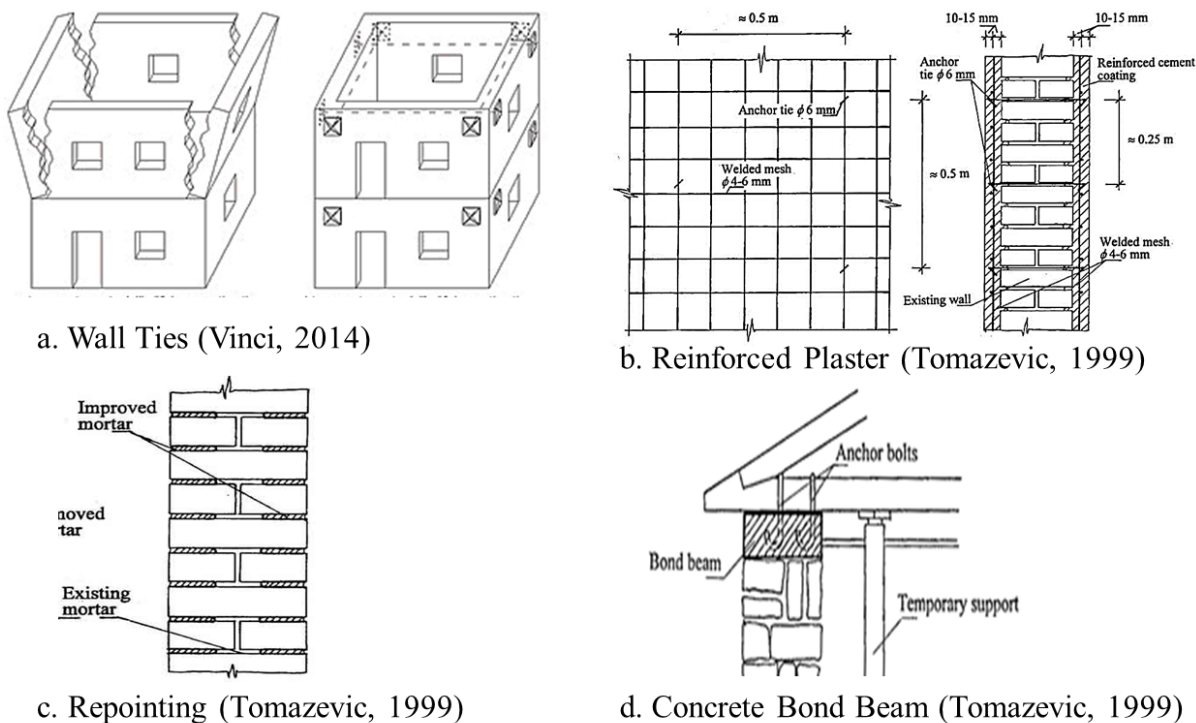 a. Wall Ties (Vinci, 2014)
≈ 0.5 m
Anchor tie ϕ 6 mm
Welded mesh
ϕ 4-6 mm
10-15 mm
10-15 mm
Anchor
tie ϕ 6 mm
Reinforced cement
coating
≈ 0.5 m
≈ 0.25 m
Welded mesh
ϕ 4-6 mm
Existing wall
b. Reinforced Plaster (Tomazevic, 1999)
Improved
mortar
Existing
mortar
c. Repointing (Tomazevic, 1999)
Anchor bolts
Bond beam
Temporary support
d. Concrete Bond Beam (Tomazevic, 1999)